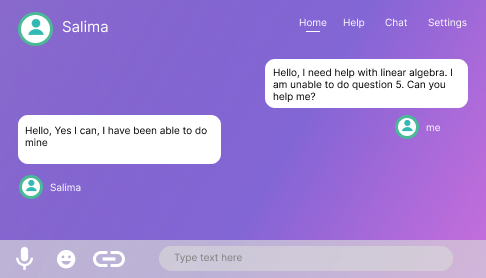 Salima
Home Help Chat Settings
Hello, I need help with linear algebra. I
am unable to do question 5. Can you
help me?
me
Hello, Yes I can, I have been able to do
mine
Salima
Type text here